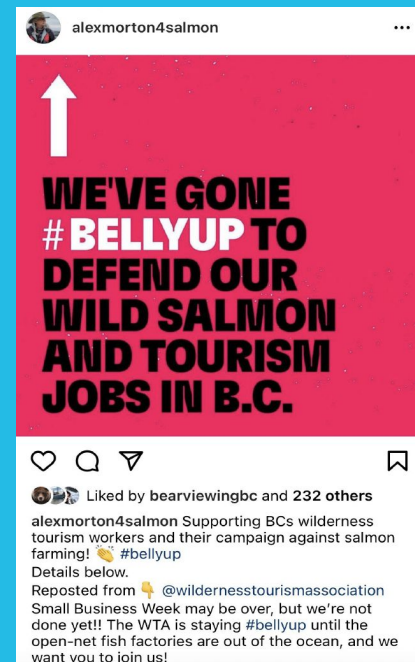 alexmorton4salmon
WE'VE GONE
#BELLYUP TO
DEFEND OUR
WILD SALMON
AND TOURISM
JOBS IN B.C.
Liked by bearviewingbc and 232 others
alexmorton4salmon Supporting BCs wilderness
tourism workers and their campaign against salmon
farming! 👏 #bellyup
Details below.
Reposted from 👇 @wildernesstourismassociation
Small Business Week may be over, but we're not
done yet!! The WTA is staying #bellyup until the
open-net fish factories are out of the ocean, and we
want you to join us!